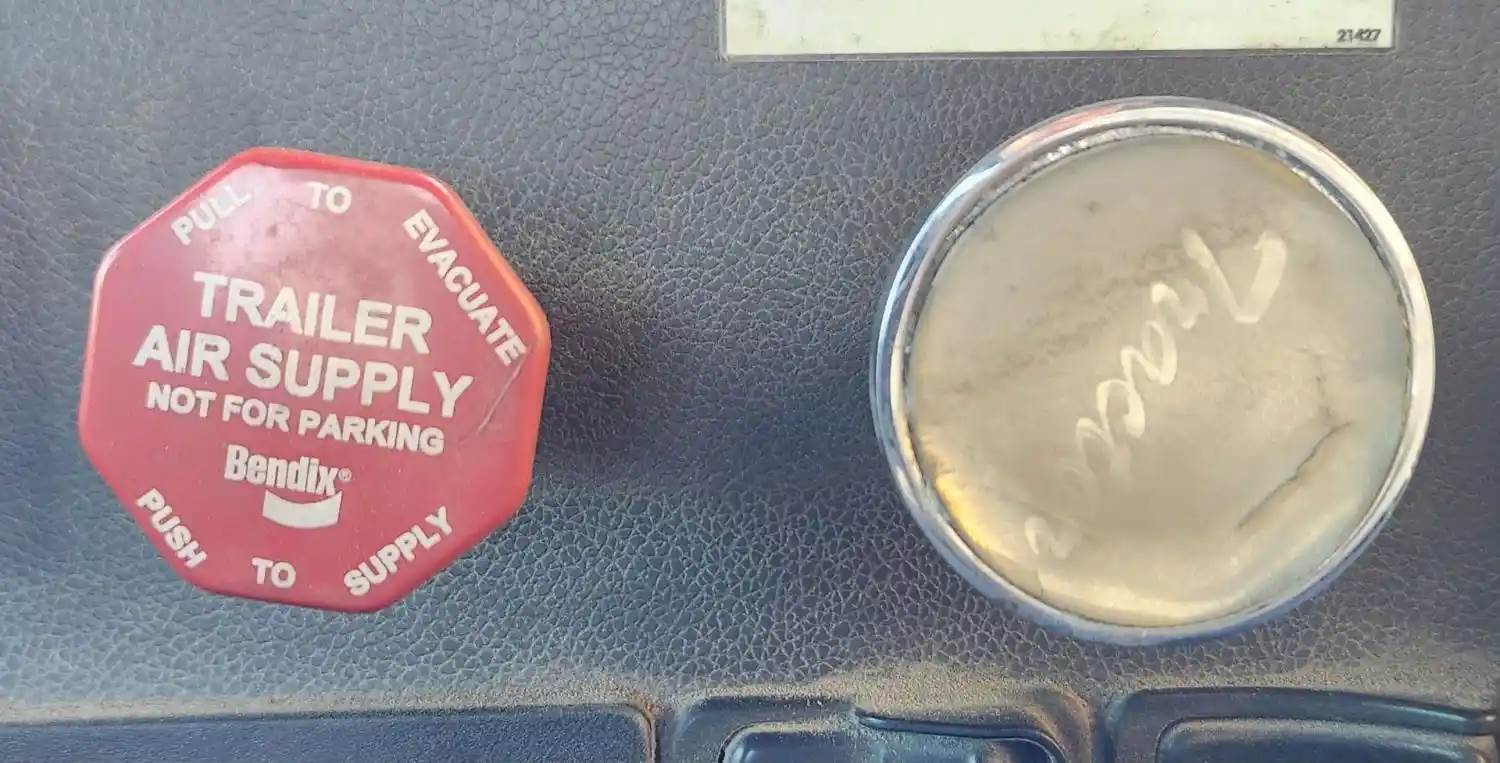 21427
PULL TO EVACUATE
TRAILER
AIR SUPPLY
NOT FOR PARKING
Bendix®
PUSH TO SUPPLY